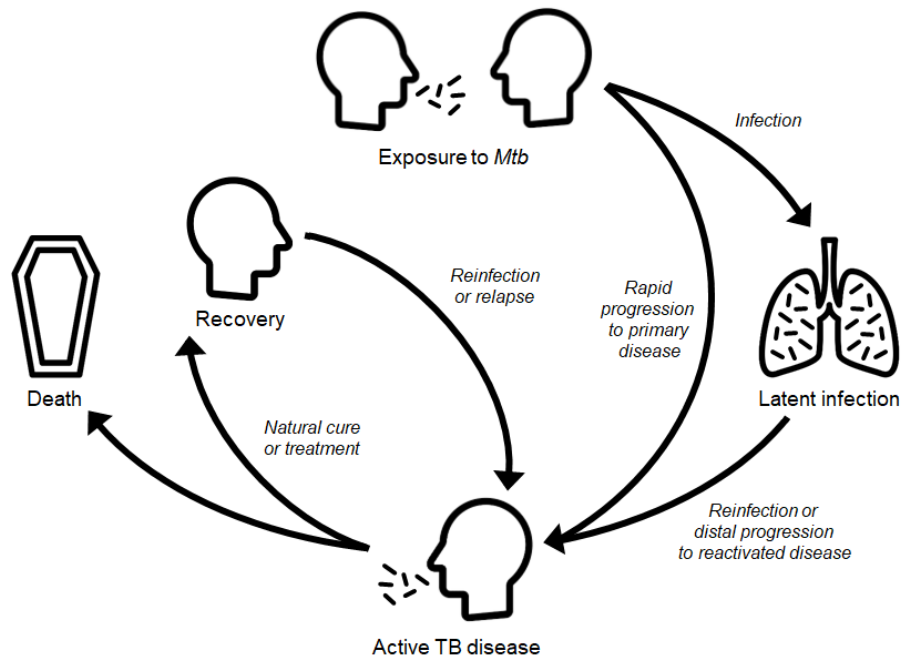 Exposure to Mtb
Infection
Reinfection
or relapse
Rapid
progression
to primary
disease
Recovery
Death
Latent infection
Natural cure
or treatment
Reinfection or
distal progression
to reactivated disease
Active TB disease